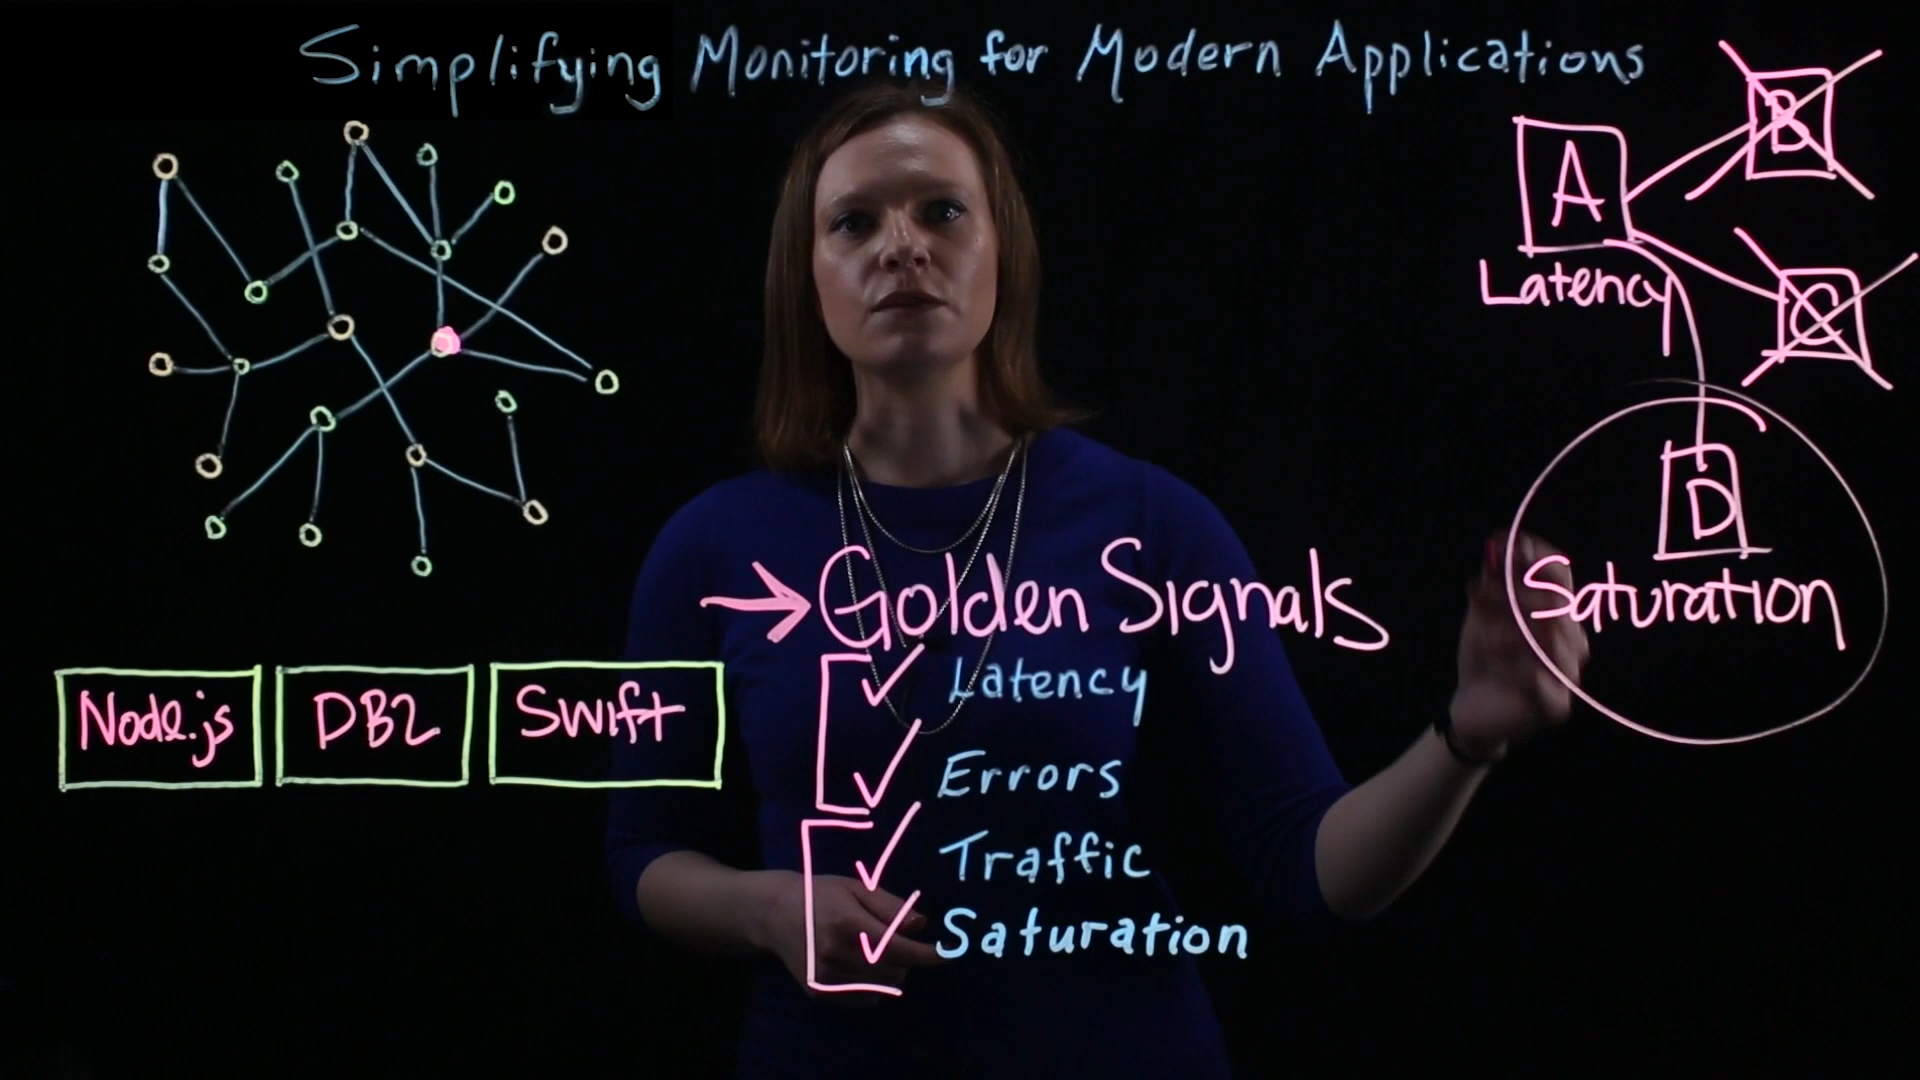 Simplifying Monitoring for Modern Applications
B
A
Latency
C
D
Saturation
→ Golden Signals
✓ Latency
✓ Errors
✓ Traffic
✓ Saturation
Node.js
DB2
Swift